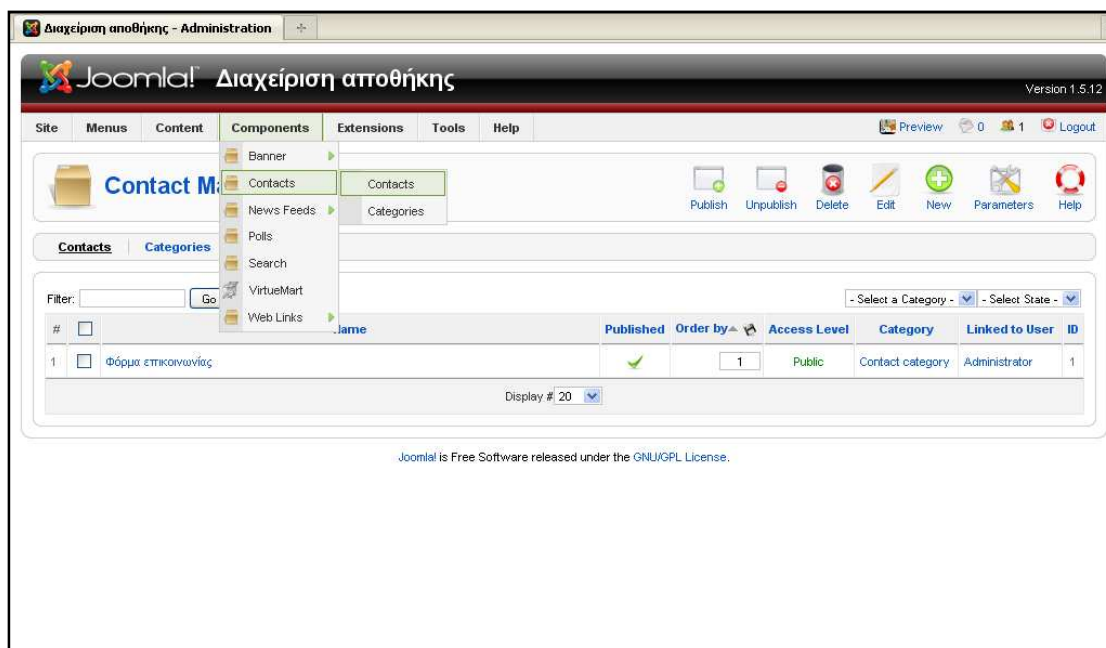 Διαχείριση αποθήκης - Administration
Joomla! Διαχείριση αποθήκης
Version 1.5.12
Site Menus Content Components Extensions Tools Help Preview 0 1 Logout
Banner
Contact Contacts Contacts
News Feeds Categories
Publish Unpublish Delete Edit New Parameters Help
Polls
Contacts Categories
Search
VirtueMart
Filter: Go - Select a Category - - Select State -
Web Links
# Name Published Order by Access Level Category Linked to User ID
1 Φόρμα επικοινωνίας 1 Public Contact category Administrator 1
Display # 20
Joomla! is Free Software released under the GNU/GPL License.